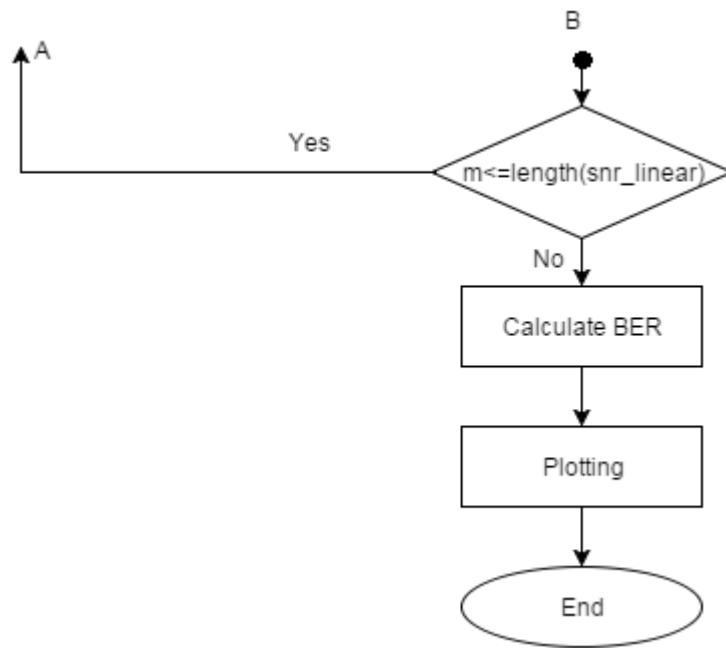 B
A
Yes
m<=length(snr_linear)
No
Calculate BER
Plotting
End